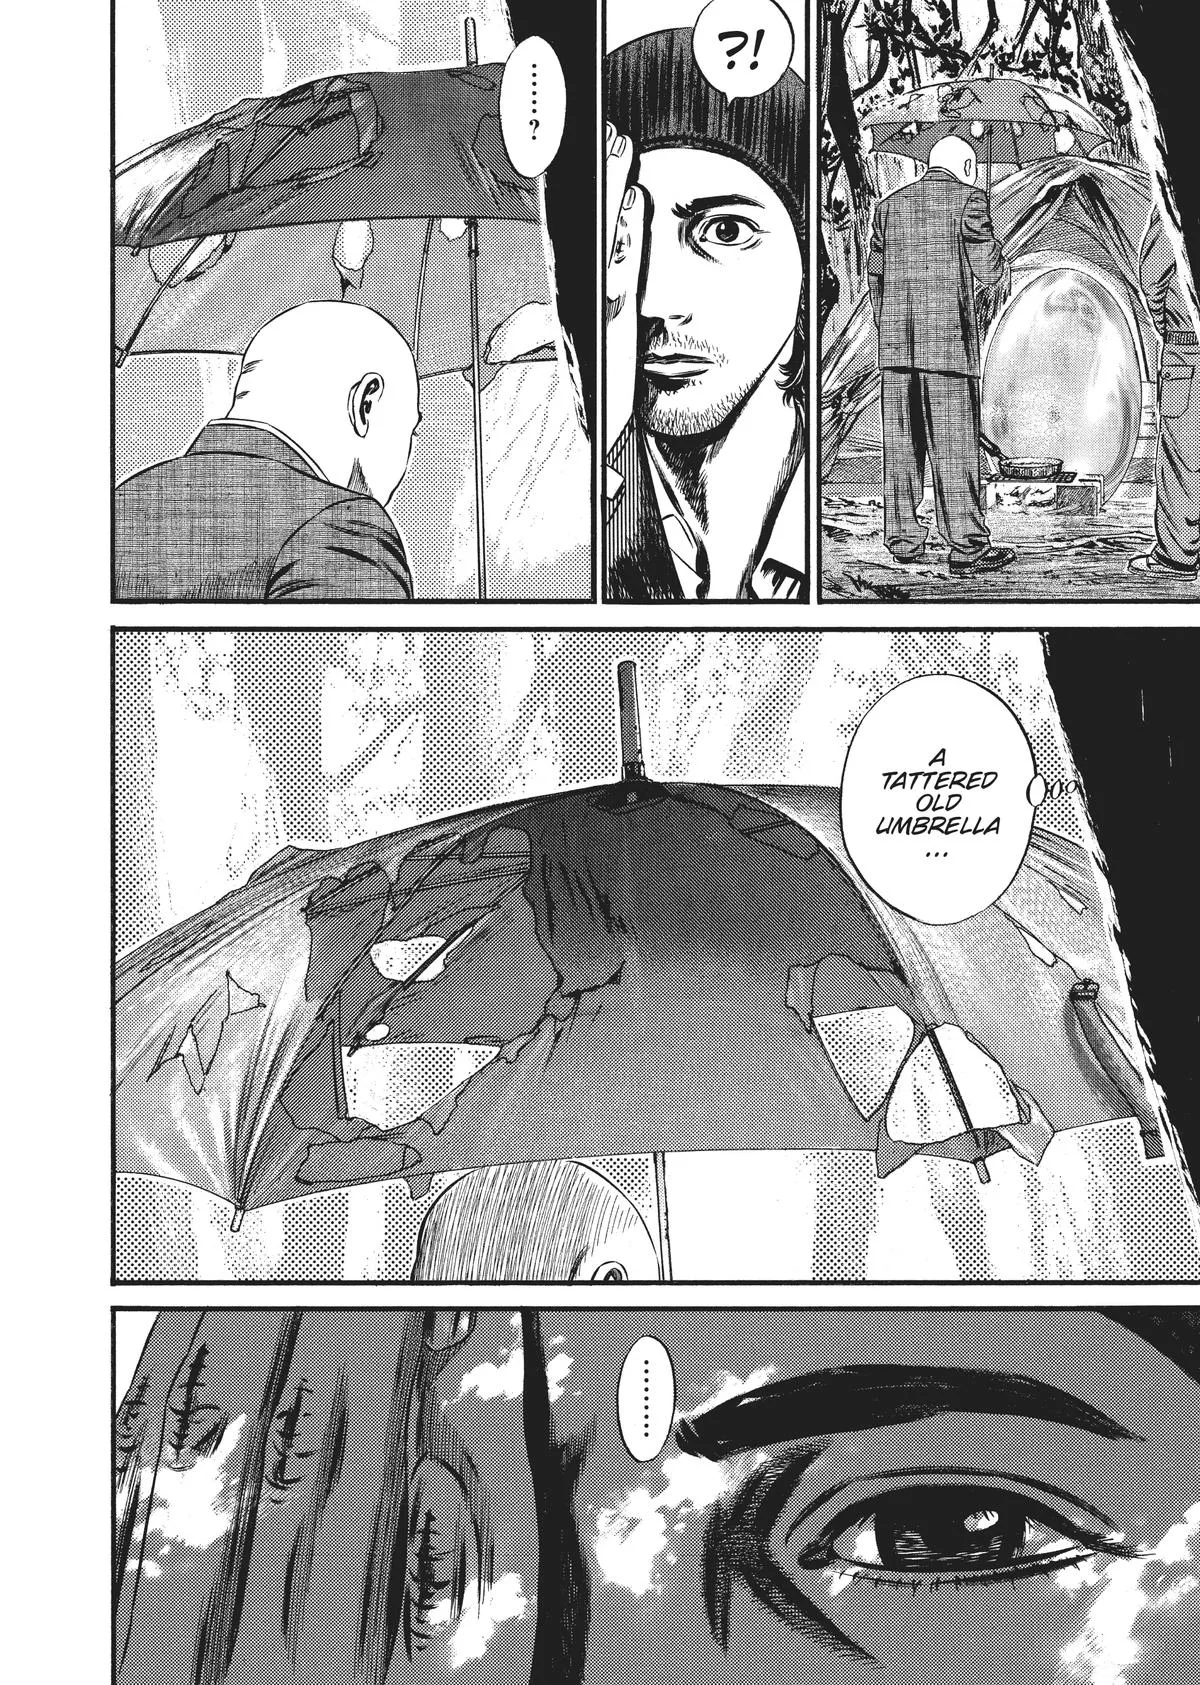 ?!
……?
A
TATTERED
OLD
UMBRELLA
...
………